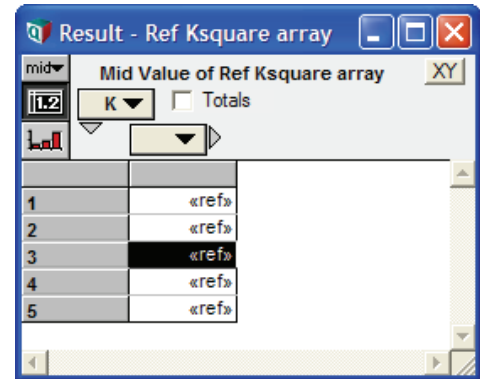 Result - Ref Ksquare array
mid
Mid Value of Ref Ksquare array
XY
1.2
K
Totals
1 «ref»
2 «ref»
3 «ref»
4 «ref»
5 «ref»